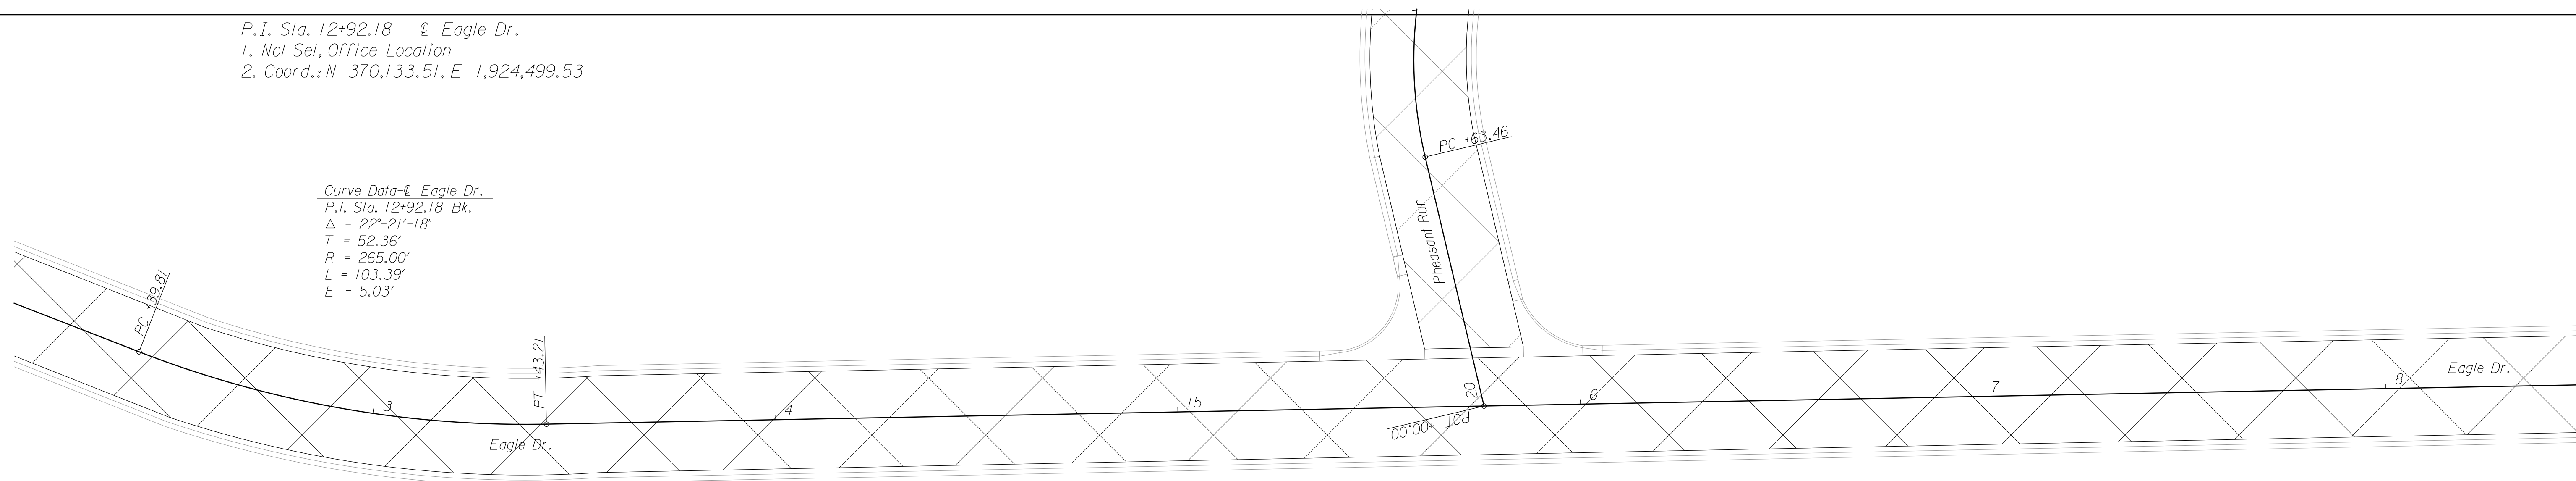 P.I. Sta. 12+92.18 - ℄ Eagle Dr.
1. Not Set, Office Location
2. Coord.: N 370,133.51, E 1,924,499.53
Curve Data-℄ Eagle Dr.
P.I. Sta. 12+92.18 Bk.
Δ = 22°-21'-18"
T = 52.36'
R = 265.00'
L = 103.39'
E = 5.03'
PC +39.81
3
PT +43.21
Eagle Dr.
4
15
PC +63.46
Pheasant Run
20
POT +00.00
6
7
8
Eagle Dr.